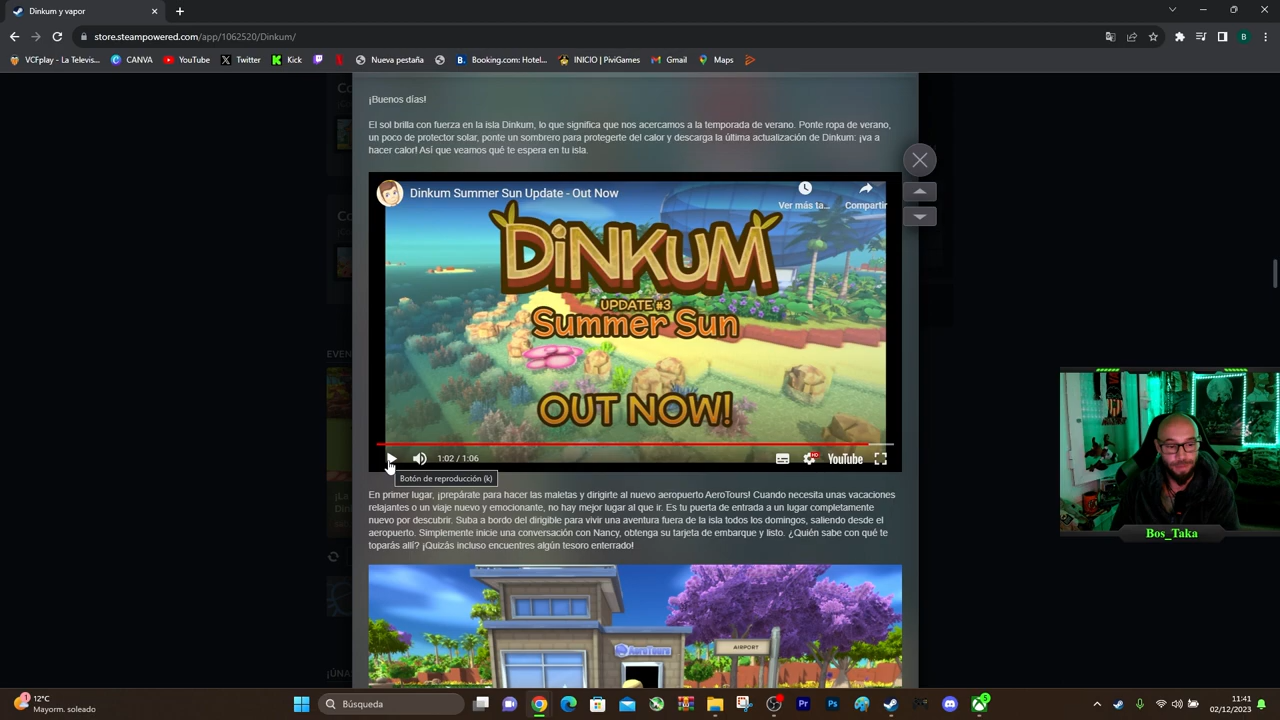 Dinkum y vapor
store.steampowered.com/app/1062520/Dinkum/
VCFplay - La Televis...
CANVA
YouTube
Twitter
Kick
Nueva pestaña
Booking.com: Hotel...
INICIO | PiviGames
Gmail
Maps
¡Buenos días!
El sol brilla con fuerza en la isla Dinkum, lo que significa que nos acercamos a la temporada de verano. Ponte ropa de verano,
un poco de protector solar, ponte un sombrero para protegerte del calor y descarga la última actualización de Dinkum: ¡va a
hacer calor! Así que veamos qué te espera en tu isla.
Dinkum Summer Sun Update - Out Now
Ver más ta...
Compartir
DINKUM
UPDATE #3
Summer Sun
OUT NOW!
1:02 / 1:06
HD
YouTube
Botón de reproducción (k)
En primer lugar, ¡prepárate para hacer las maletas y dirigirte al nuevo aeropuerto AeroTours! Cuando necesita unas vacaciones
relajantes o un viaje nuevo y emocionante, no hay mejor lugar al que ir. Es tu puerta de entrada a un lugar completamente
nuevo por descubrir. Suba a bordo del dirigible para vivir una aventura fuera de la isla todos los domingos, saliendo desde el
aeropuerto. Simplemente inicie una conversación con Nancy, obtenga su tarjeta de embarque y listo. ¿Quién sabe con qué te
toparás allí? ¡Quizás incluso encuentres algún tesoro enterrado!
AeroTours
AIRPORT
EVEN
¡ÚNA
Bos_Taka
12°C
Mayorm. soleado
Búsqueda
11:41
02/12/2023